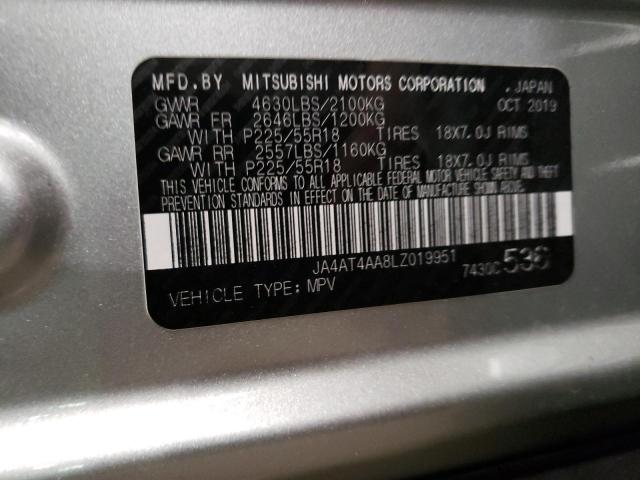 MFD.BY MITSUBISHI MOTORS CORPORATION .JAPAN
GVWR 4630LBS/2100KG OCT 2019
GAWR FR 2646LBS/1200KG
WITH P225/55R18 TIRES 18X7.0J RIMS
GAWR RR 2557LBS/1160KG
WITH P225/55R18 TIRES 18X7.0J RIMS
THIS VEHICLE CONFORMS TO ALL APPLICABLE FEDERAL MOTOR VEHICLE SAFETY AND THEFT
PREVENTION STANDARDS IN EFFECT ON THE DATE OF MANUFACTURE SHOWN ABOVE.
JA4AT4AA8LZ019951
7430C 536
VEHICLE TYPE: MPV